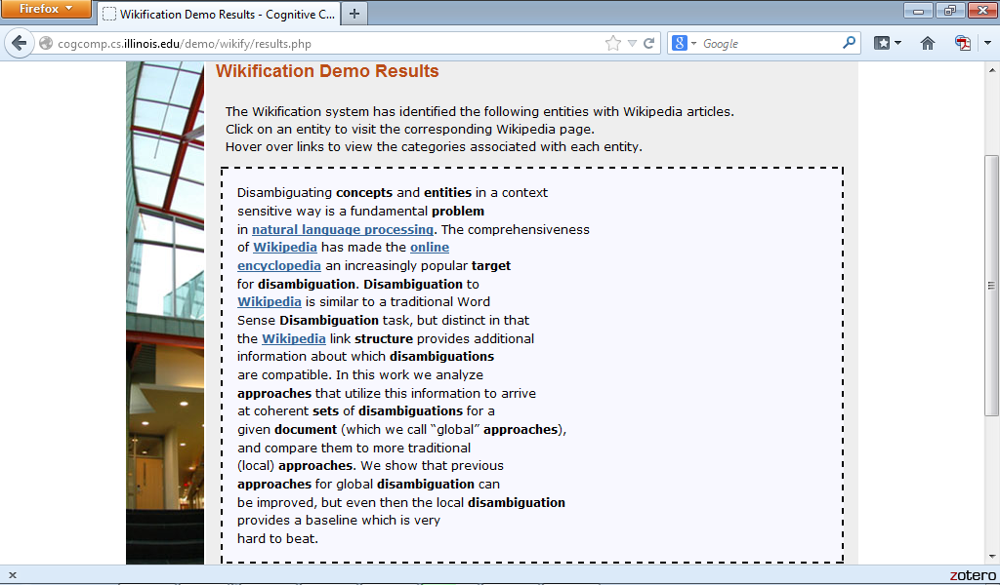 Firefox
Wikification Demo Results - Cognitive C...
cogcomp.cs.illinois.edu/demo/wikify/results.php
Google
Wikification Demo Results
The Wikification system has identified the following entities with Wikipedia articles.
Click on an entity to visit the corresponding Wikipedia page.
Hover over links to view the categories associated with each entity.
Disambiguating concepts and entities in a context
sensitive way is a fundamental problem
in natural language processing. The comprehensiveness
of Wikipedia has made the online
encyclopedia an increasingly popular target
for disambiguation. Disambiguation to
Wikipedia is similar to a traditional Word
Sense Disambiguation task, but distinct in that
the Wikipedia link structure provides additional
information about which disambiguations
are compatible. In this work we analyze
approaches that utilize this information to arrive
at coherent sets of disambiguations for a
given document (which we call “global” approaches),
and compare them to more traditional
(local) approaches. We show that previous
approaches for global disambiguation can
be improved, but even then the local disambiguation
provides a baseline which is very
hard to beat.
zotero